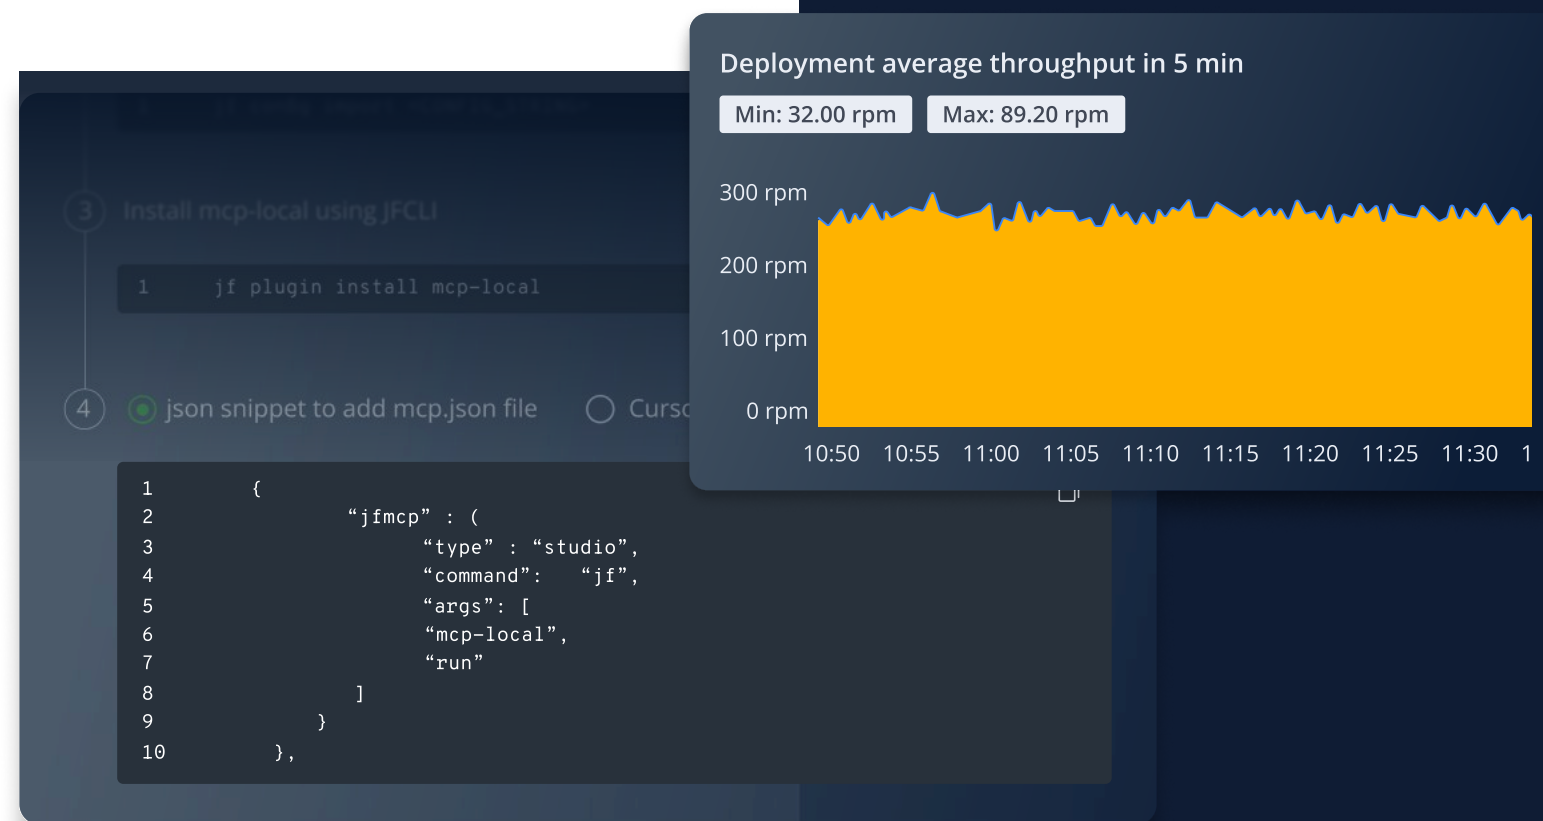 Deployment average throughput in 5 min
Min: 32.00 rpm Max: 89.20 rpm
300 rpm
200 rpm
100 rpm
0 rpm
10:50 10:55 11:00 11:05 11:10 11:15 11:20 11:25 11:30 1
3 Install mcp-local using JFCLI
1 jf plugin install mcp-local
4 json snippet to add mcp.json file
1 {
2 “jfmcp” : (
3 “type” : “studio”,
4 “command”: “jf”,
5 “args”: [
6 “mcp-local”,
7 “run”
8 ]
9 }
10 },